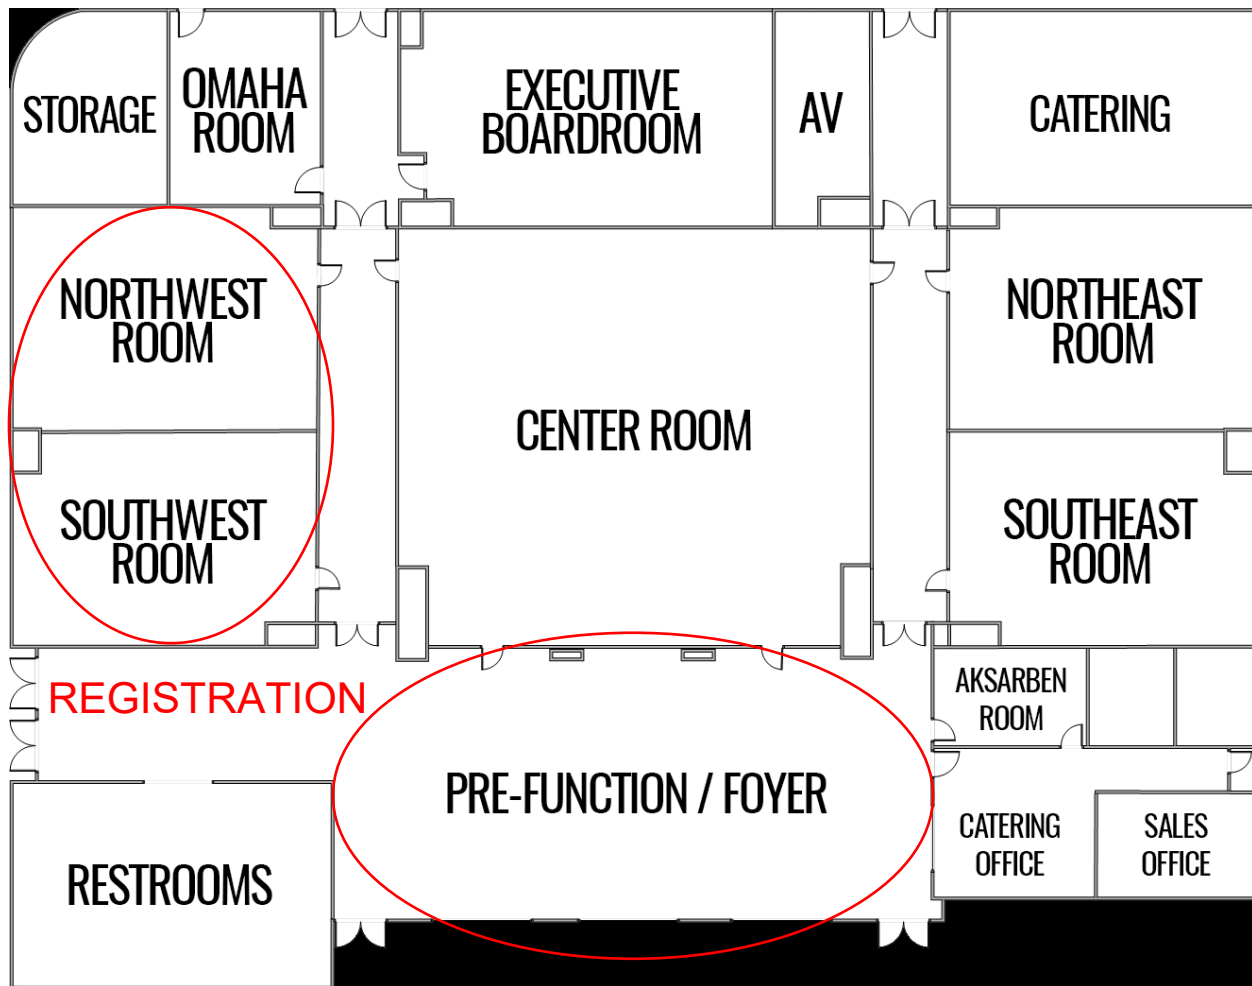 STORAGE
OMAHA
ROOM
EXECUTIVE
BOARDROOM
AV
CATERING
NORTHWEST
ROOM
NORTHEAST
ROOM
CENTER ROOM
SOUTHWEST
ROOM
SOUTHEAST
ROOM
REGISTRATION
AKSARBEN
ROOM
PRE-FUNCTION / FOYER
RESTROOMS
CATERING
OFFICE
SALES
OFFICE